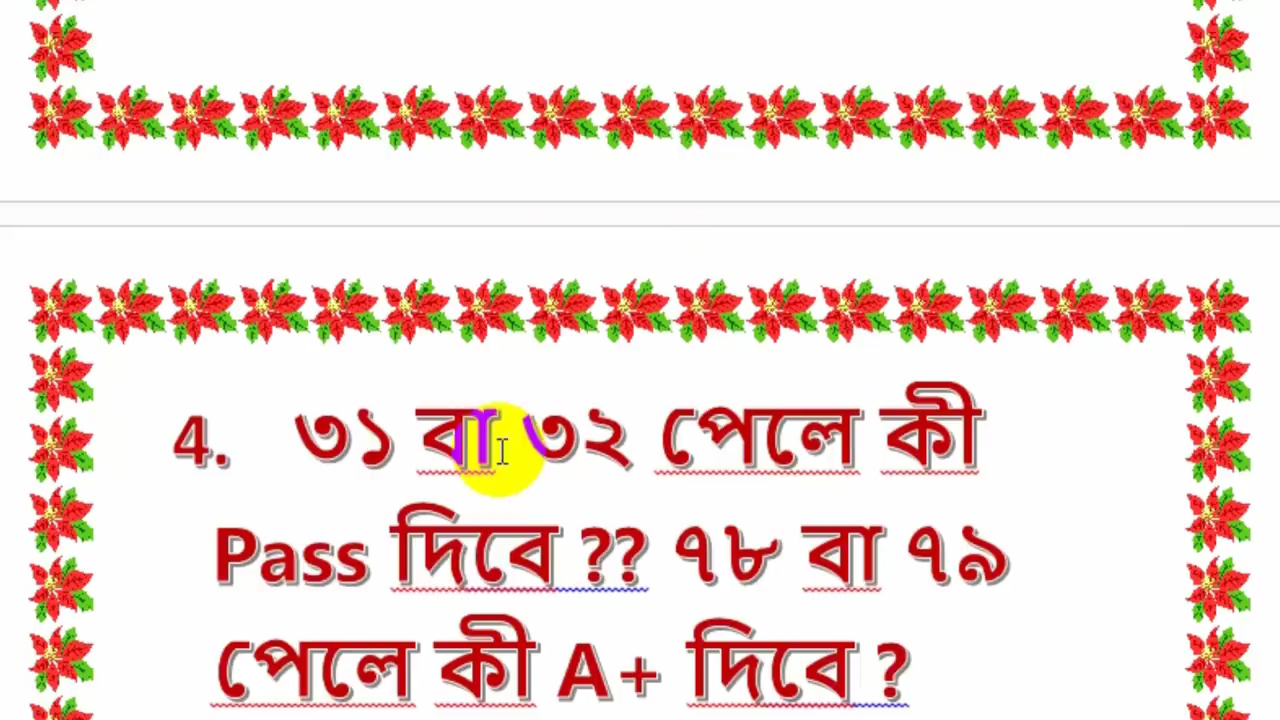 4. ৩১ বা ৩২ পেলে কী
Pass দিবে ?? ৭৮ বা ৭৯
পেলে কী A+ দিবে ?